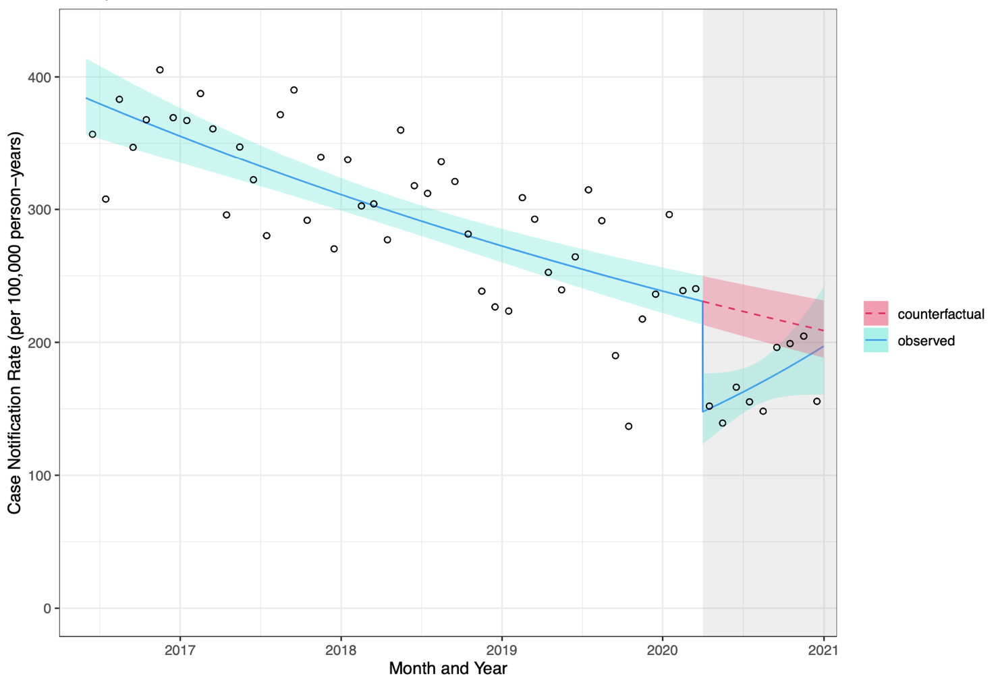 Case Notification Rate (per 100,000 person−years)
400
300
200
100
0
2017
2018
2019
2020
2021
Month and Year
counterfactual
observed